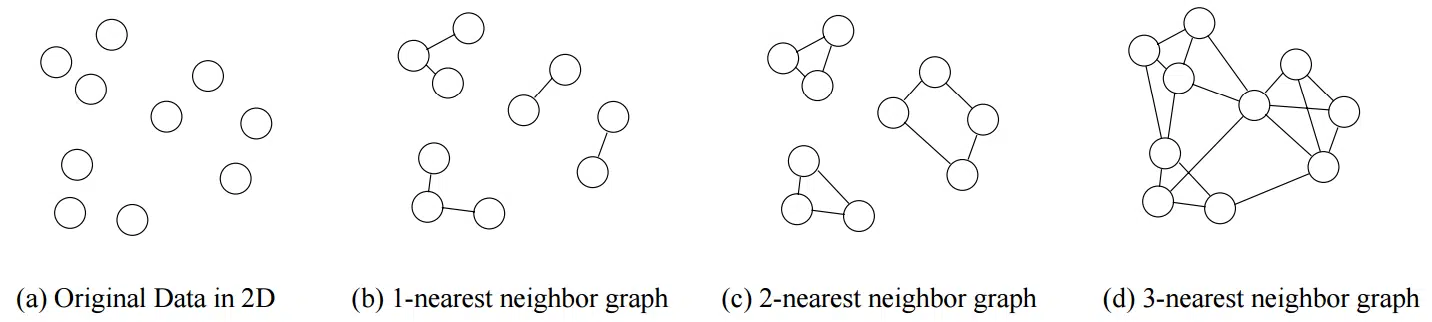 (a) Original Data in 2D
(b) 1-nearest neighbor graph
(c) 2-nearest neighbor graph
(d) 3-nearest neighbor graph